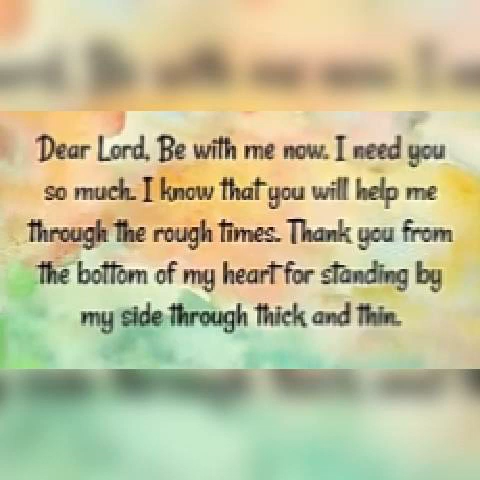 Dear Lord, Be with me now. I need you
so much. I know that you will help me
through the rough times. Thank you from
the bottom of my heart for standing by
my side through thick and thin.